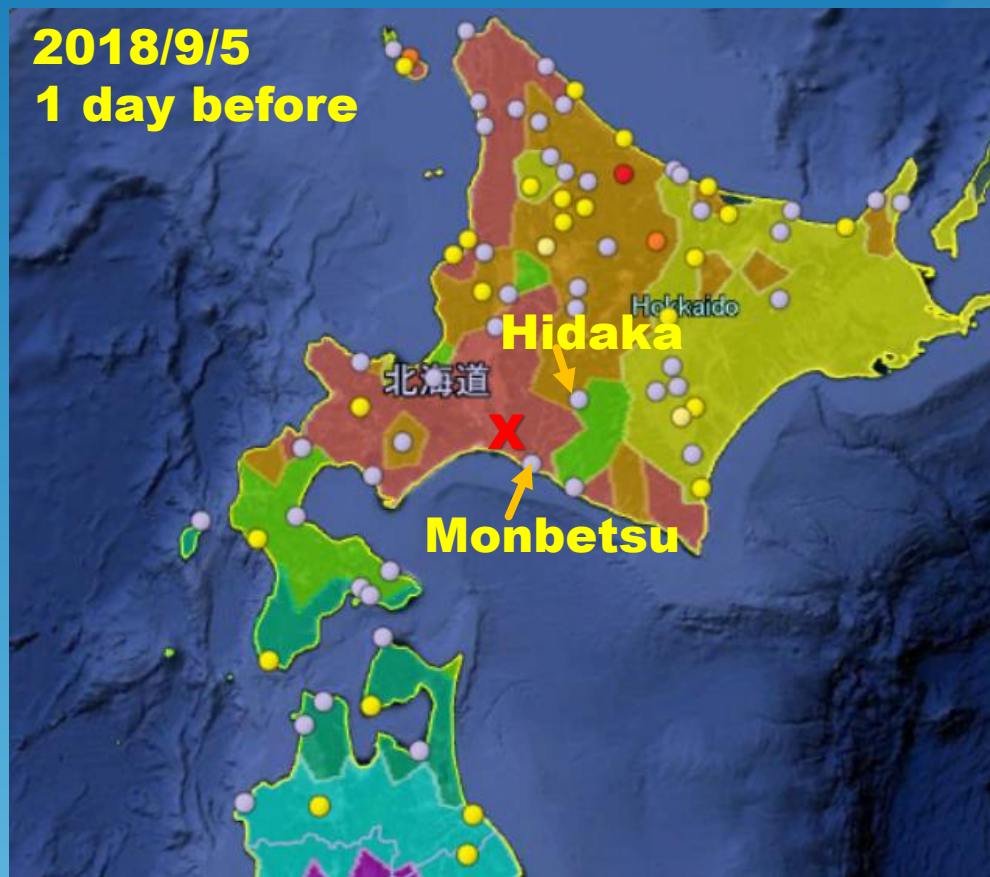 2018/9/5
1 day before
Hokkaido
Hidaka
北海道
X
Monbetsu